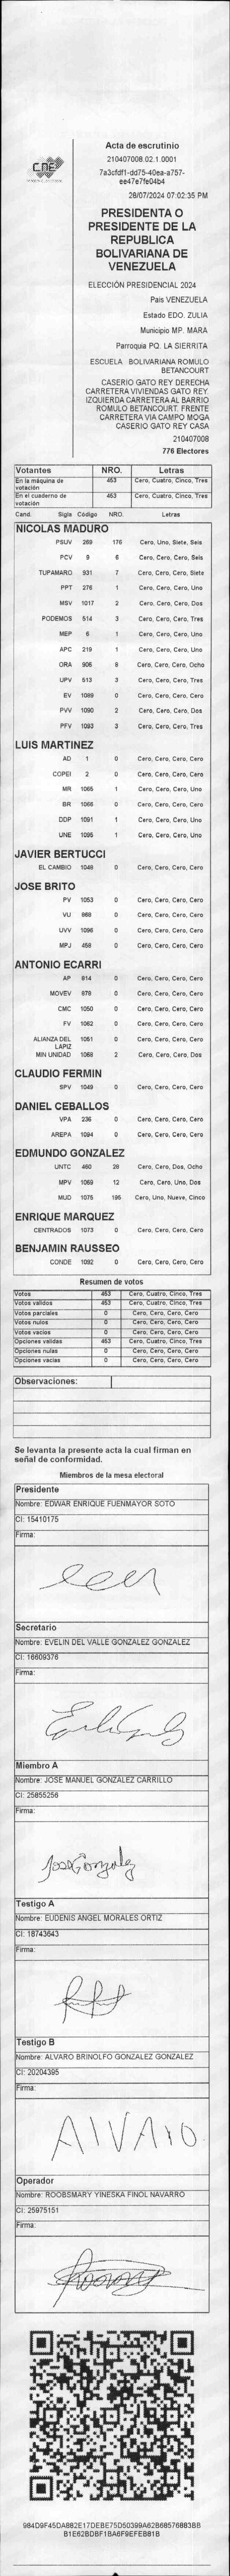 CNE
Acta de escrutinio
210407008.02.1.0001
7a3cfdf1-dd75-40ea-a757-
ee47e7fe04b4
28/07/2024 07:02:35 PM
PRESIDENTA O
PRESIDENTE DE LA
REPUBLICA
BOLIVARIANA DE
VENEZUELA
ELECCIÓN PRESIDENCIAL 2024
País VENEZUELA
Estado EDO. ZULIA
Municipio MP. MARA
Parroquia PQ. LA SIERRITA
ESCUELA BOLIVARIANA ROMULO
BETANCOURT
CASERIO GATO REY DERECHA
CARRETERA VIVIENDAS GATO REY.
IZQUIERDA CARRETERA AL BARRIO
ROMULO BETANCOURT. FRENTE
CARRETERA VIA CAMPO MOGA
CASERIO GATO REY CASA
210407008
776 Electores
Votantes NRO. Letras
En la máquina de votación 453 Cero, Cuatro, Cinco, Tres
En el cuaderno de votación 453 Cero, Cuatro, Cinco, Tres
Cand. Sigla Código NRO. Letras
NICOLAS MADURO
PSUV 269 176 Cero, Uno, Siete, Seis
PCV 9 6 Cero, Cero, Cero, Seis
TUPAMARO 931 7 Cero, Cero, Cero, Siete
PPT 276 1 Cero, Cero, Cero, Uno
MSV 1017 2 Cero, Cero, Cero, Dos
PODEMOS 514 3 Cero, Cero, Cero, Tres
MEP 6 1 Cero, Cero, Cero, Uno
APC 219 1 Cero, Cero, Cero, Uno
ORA 906 8 Cero, Cero, Cero, Ocho
UPV 513 3 Cero, Cero, Cero, Tres
EV 1089 0 Cero, Cero, Cero, Cero
PVV 1090 2 Cero, Cero, Cero, Dos
PFV 1093 3 Cero, Cero, Cero, Tres
LUIS MARTINEZ
AD 1 0 Cero, Cero, Cero, Cero
COPEI 2 0 Cero, Cero, Cero, Cero
MR 1065 1 Cero, Cero, Cero, Uno
BR 1066 0 Cero, Cero, Cero, Cero
DDP 1091 1 Cero, Cero, Cero, Uno
UNE 1095 1 Cero, Cero, Cero, Uno
JAVIER BERTUCCI
EL CAMBIO 1048 0 Cero, Cero, Cero, Cero
JOSE BRITO
PV 1053 0 Cero, Cero, Cero, Cero
VU 868 0 Cero, Cero, Cero, Cero
UVV 1096 0 Cero, Cero, Cero, Cero
MPJ 458 0 Cero, Cero, Cero, Cero
ANTONIO ECARRI
AP 814 0 Cero, Cero, Cero, Cero
MOVEV 879 0 Cero, Cero, Cero, Cero
CMC 1050 0 Cero, Cero, Cero, Cero
FV 1062 0 Cero, Cero, Cero, Cero
ALIANZA DEL LAPIZ 1051 0 Cero, Cero, Cero, Cero
MIN UNIDAD 1068 2 Cero, Cero, Cero, Dos
CLAUDIO FERMIN
SPV 1049 0 Cero, Cero, Cero, Cero
DANIEL CEBALLOS
VPA 236 0 Cero, Cero, Cero, Cero
AREPA 1094 0 Cero, Cero, Cero, Cero
EDMUNDO GONZALEZ
UNTC 460 28 Cero, Cero, Dos, Ocho
MPV 1059 12 Cero, Cero, Uno, Dos
MUD 1075 195 Cero, Uno, Nueve, Cinco
ENRIQUE MARQUEZ
CENTRADOS 1073 0 Cero, Cero, Cero, Cero
BENJAMIN RAUSSEO
CONDE 1092 0 Cero, Cero, Cero, Cero
Resumen de votos
Votos 453 Cero, Cuatro, Cinco, Tres
Votos validos 453 Cero, Cuatro, Cinco, Tres
Votos parciales 0 Cero, Cero, Cero, Cero
Votos nulos 0 Cero, Cero, Cero, Cero
Votos vacios 0 Cero, Cero, Cero, Cero
Opciones validas 453 Cero, Cuatro, Cinco, Tres
Opciones nulas 0 Cero, Cero, Cero, Cero
Opciones vacias 0 Cero, Cero, Cero, Cero
Observaciones:
Se levanta la presente acta la cual firman en
señal de conformidad.
Miembros de la mesa electoral
Presidente
Nombre: EDWAR ENRIQUE FUENMAYOR SOTO
CI: 15410175
Firma:
Secretario
Nombre: EVELIN DEL VALLE GONZALEZ GONZALEZ
CI: 16609376
Firma:
Miembro A
Nombre: JOSE MANUEL GONZALEZ CARRILLO
CI: 25855256
Firma:
Jose Gonzalez
Testigo A
Nombre: EUDENIS ANGEL MORALES ORTIZ
CI: 18743643
Firma:
Testigo B
Nombre: ALVARO BRINOLFO GONZALEZ GONZALEZ
CI: 20204395
Firma:
AlVAro
Operador
Nombre: ROOBSMARY YINESKA FINOL NAVARRO
CI: 25975151
Firma:
984D9F45DA882E17DEBE75D50399A62B68576883BB
B1E62BDBF1BA6F9EFEB81B